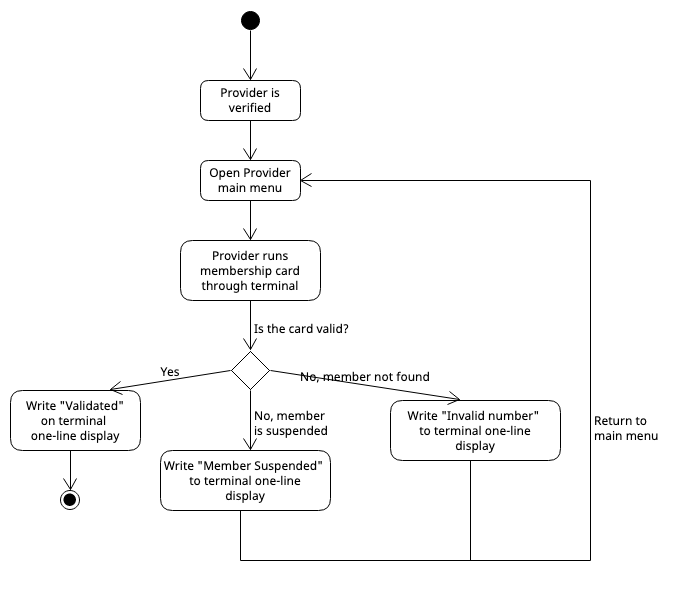 Provider is
verified
Open Provider
main menu
Provider runs
membership card
through terminal
Is the card valid?
Yes
No, member not found
Write "Validated"
on terminal
one-line display
No, member
is suspended
Write "Invalid number"
to terminal one-line
display
Return to
main menu
Write "Member Suspended"
to terminal one-line
display